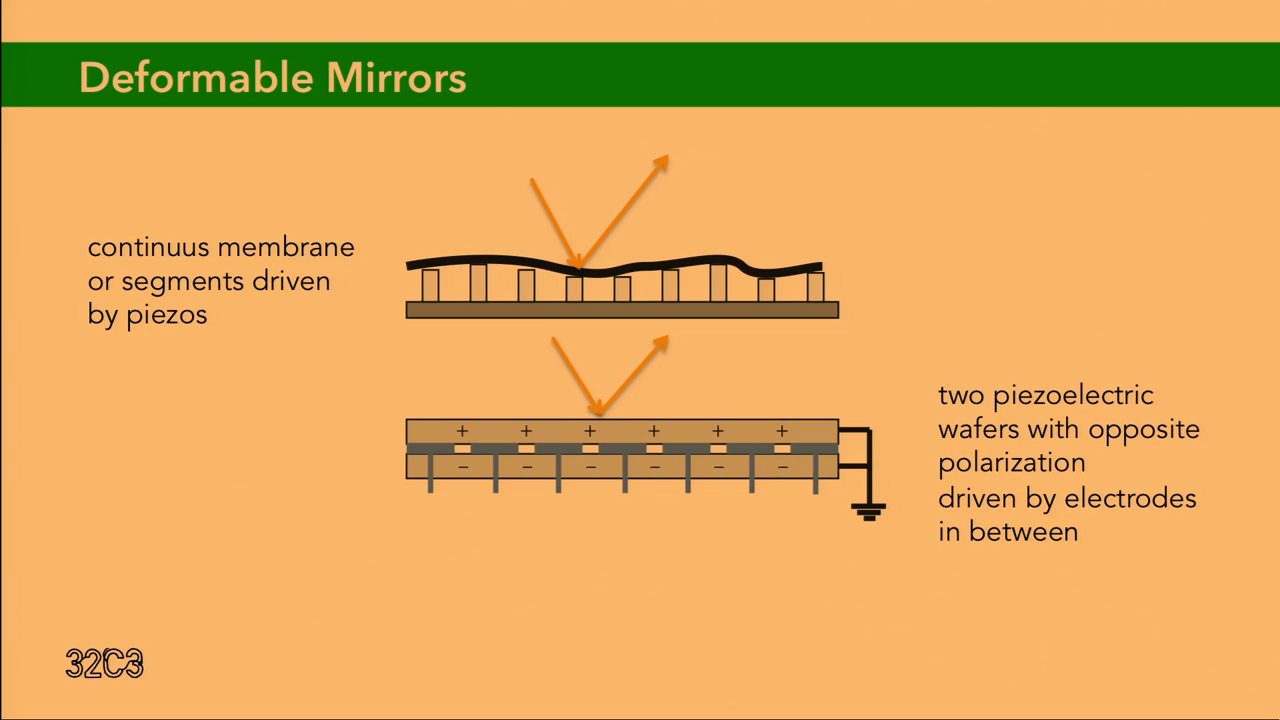 Deformable Mirrors
continuus membrane
or segments driven
by piezos
+ + + + + +
− − − − − −
two piezoelectric
wafers with opposite
polarization
driven by electrodes
in between
32C3